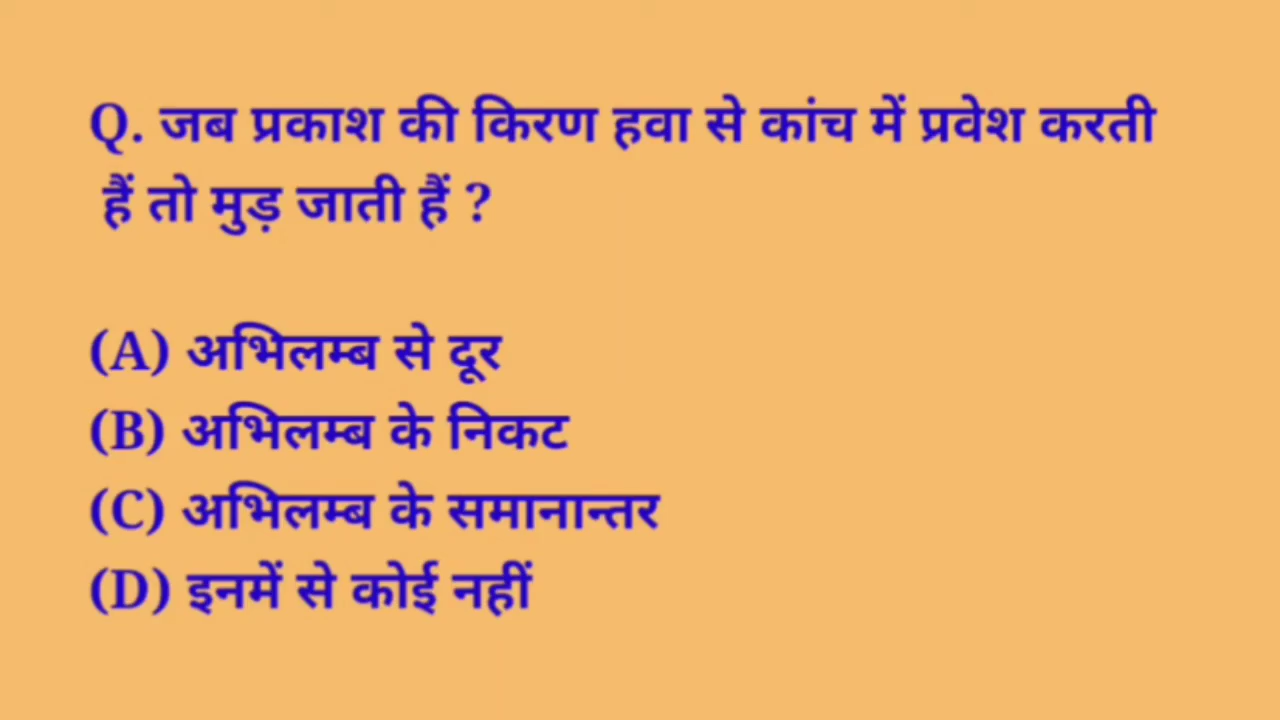 Q. जब प्रकाश की किरण हवा से कांच में प्रवेश करती
हैं तो मुड़ जाती हैं ?
(A) अभिलम्ब से दूर
(B) अभिलम्ब के निकट
(C) अभिलम्ब के समानान्तर
(D) इनमें से कोई नहीं